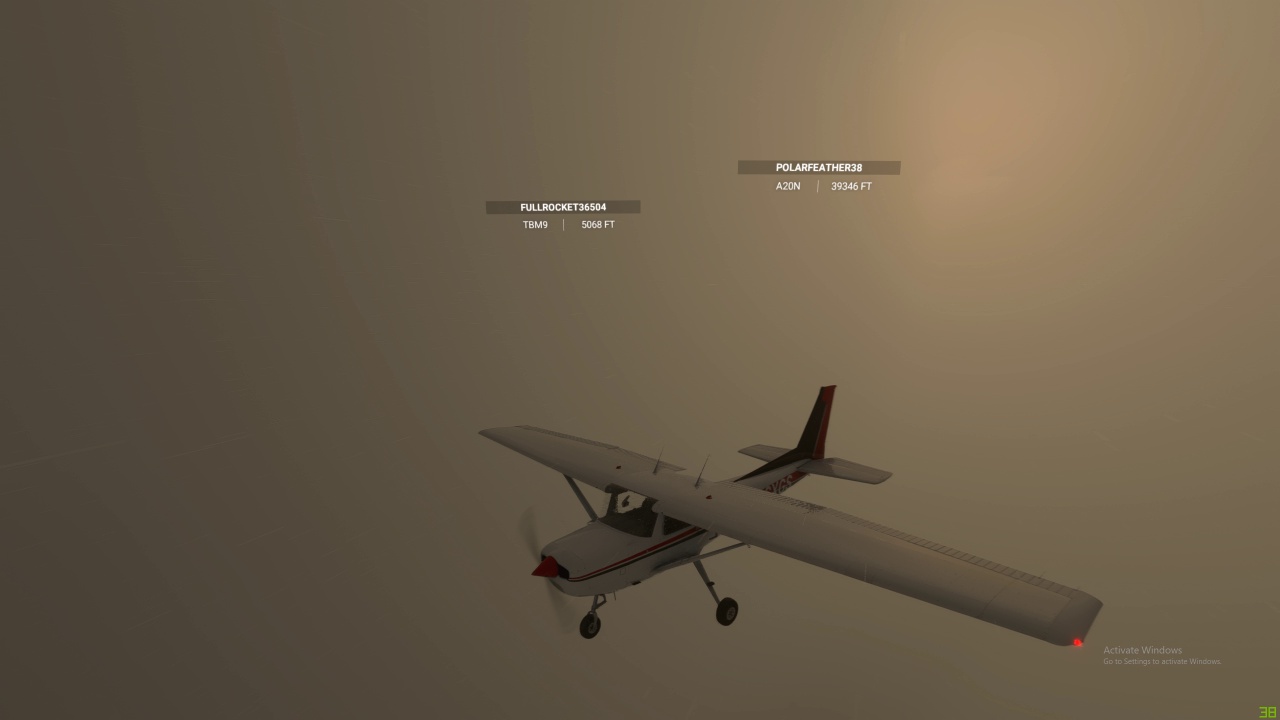 POLARFEATHER38
A20N | 39346 FT
FULLROCKET36504
TBM9 | 5068 FT
Activate Windows
Go to Settings to activate Windows.
38